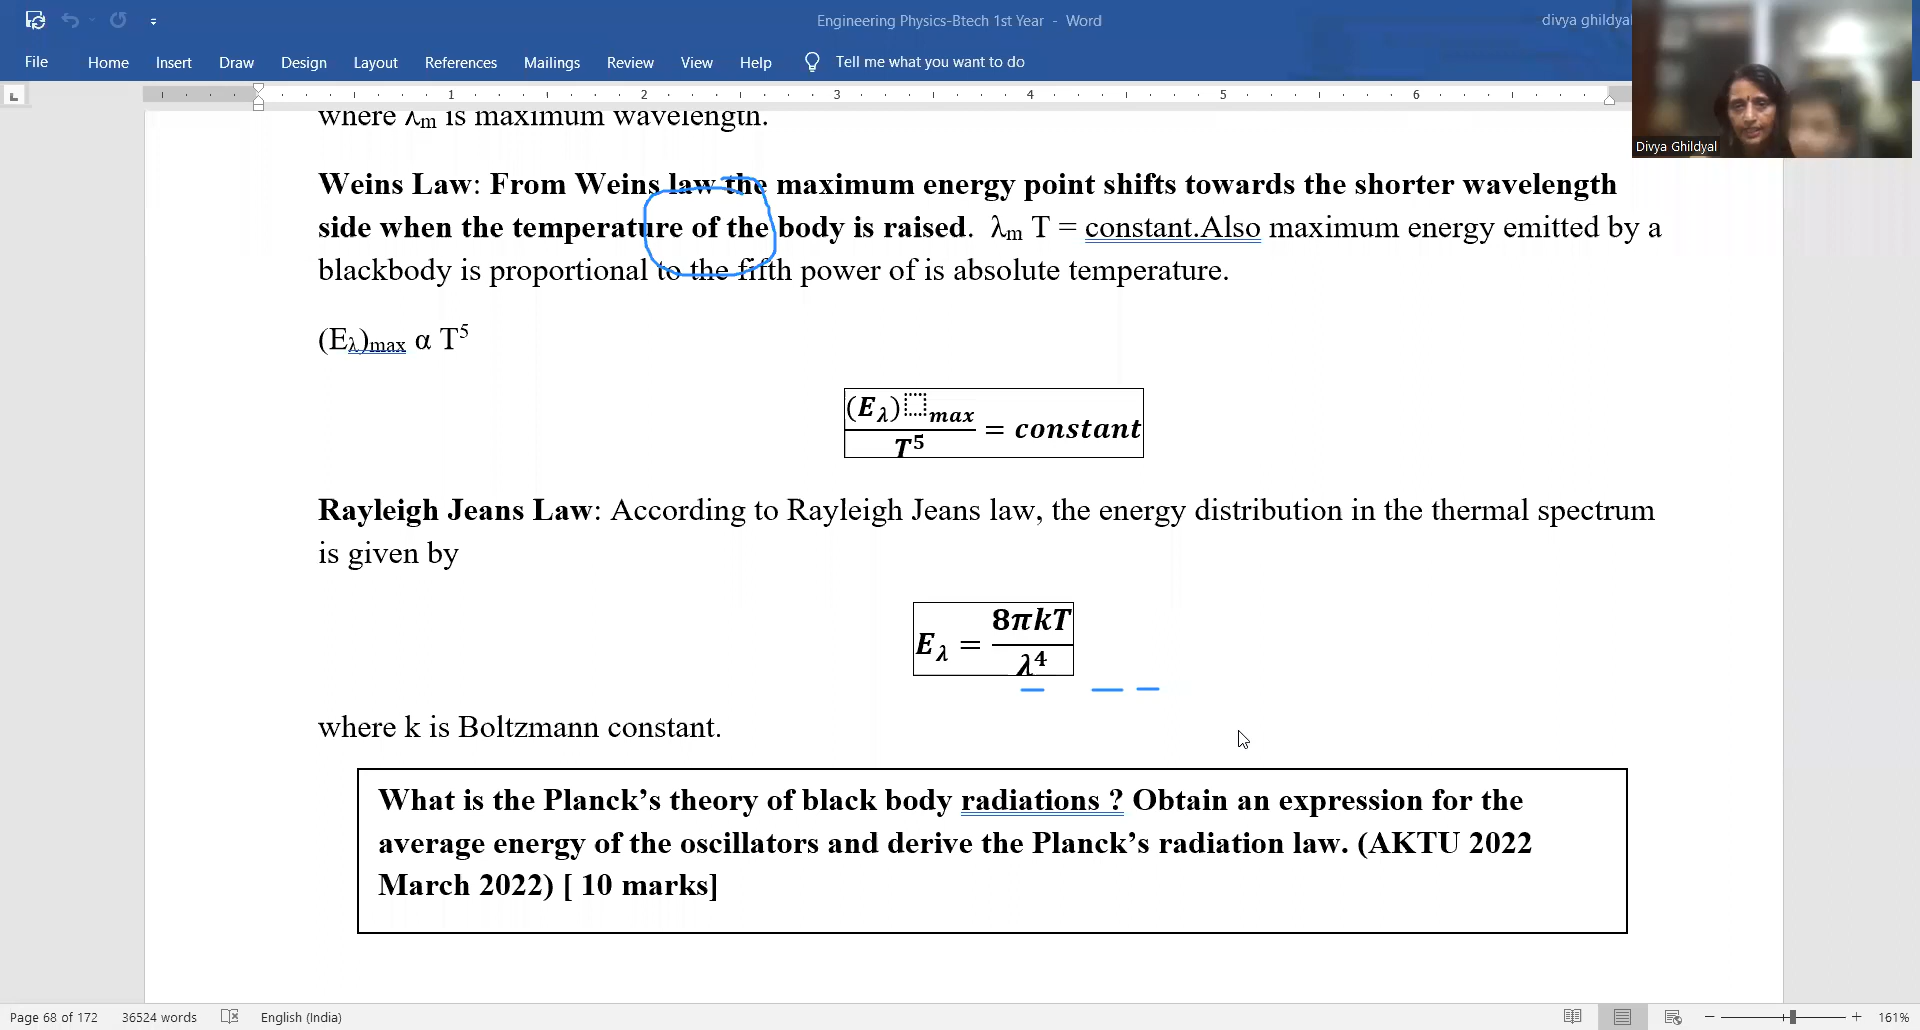 Engineering Physics-Btech 1st Year - Word
divya ghildyal
File Home Insert Draw Design Layout References Mailings Review View Help Tell me what you want to do
1 2 3 4 5 6
Divya Ghildyal
where λm is maximum wavelength.
Weins Law: From Weins law the maximum energy point shifts towards the shorter wavelength
side when the temperature of the body is raised. λm T = constant.Also maximum energy emitted by a
blackbody is proportional to the fifth power of is absolute temperature.
(Eλ)max α T⁵
(Eλ)⬚max / T⁵ = constant
Rayleigh Jeans Law: According to Rayleigh Jeans law, the energy distribution in the thermal spectrum
is given by
Eλ = 8πkT / λ⁴
where k is Boltzmann constant.
What is the Planck’s theory of black body radiations ? Obtain an expression for the
average energy of the oscillators and derive the Planck’s radiation law. (AKTU 2022
March 2022) [ 10 marks]
Page 68 of 172 36524 words English (India) 161%